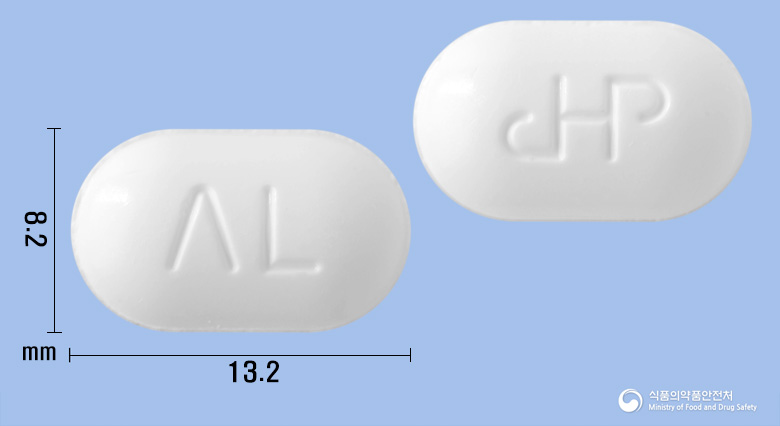 dHP
AL
8.2
mm
13.2
식품의약품안전처
Ministry of Food and Drug Safety